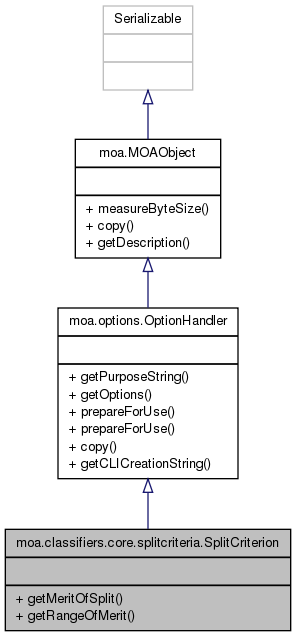 Serializable
moa.MOAObject
+ measureByteSize()
+ copy()
+ getDescription()
moa.options.OptionHandler
+ getPurposeString()
+ getOptions()
+ prepareForUse()
+ prepareForUse()
+ copy()
+ getCLICreationString()
moa.classifiers.core.splitcriteria.SplitCriterion
+ getMeritOfSplit()
+ getRangeOfMerit()